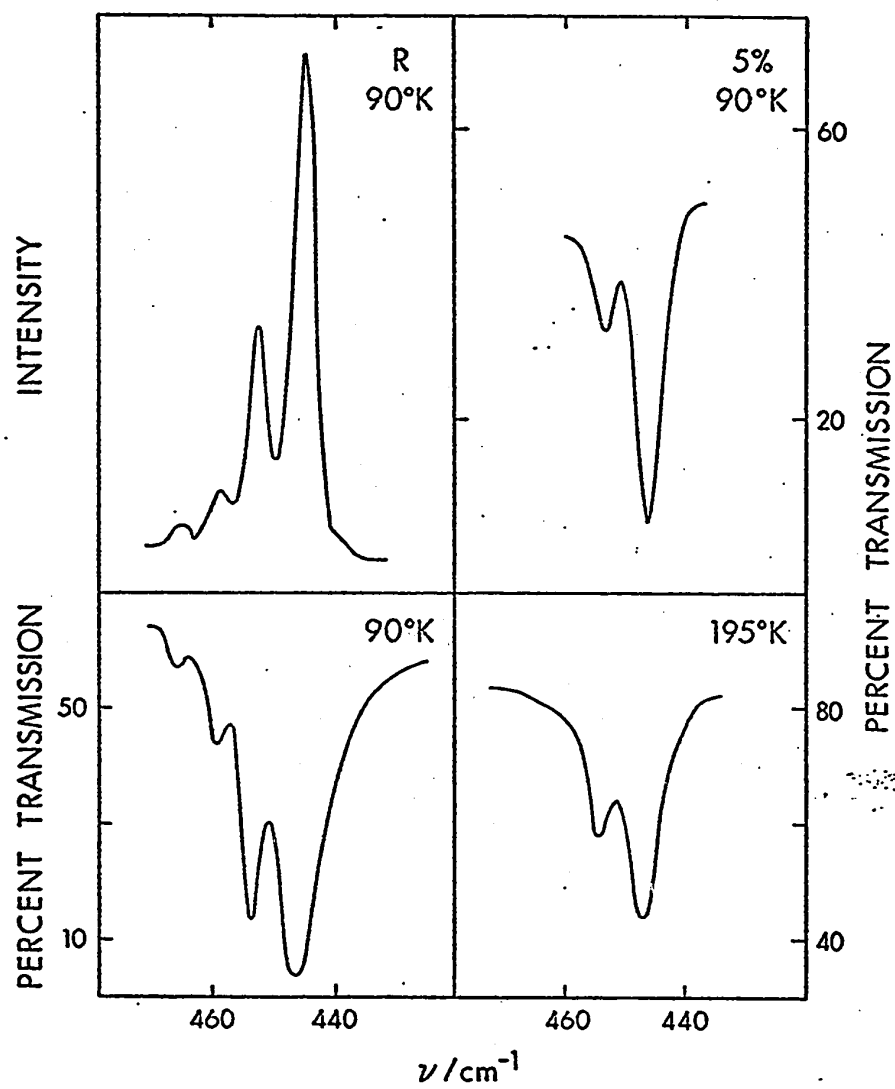 R
90°K
5%
90°K
INTENSITY
60
20
PERCENT TRANSMISSION
90°K
195°K
PERCENT TRANSMISSION
50
10
80
40
460
440
460
440
ν/cm⁻¹